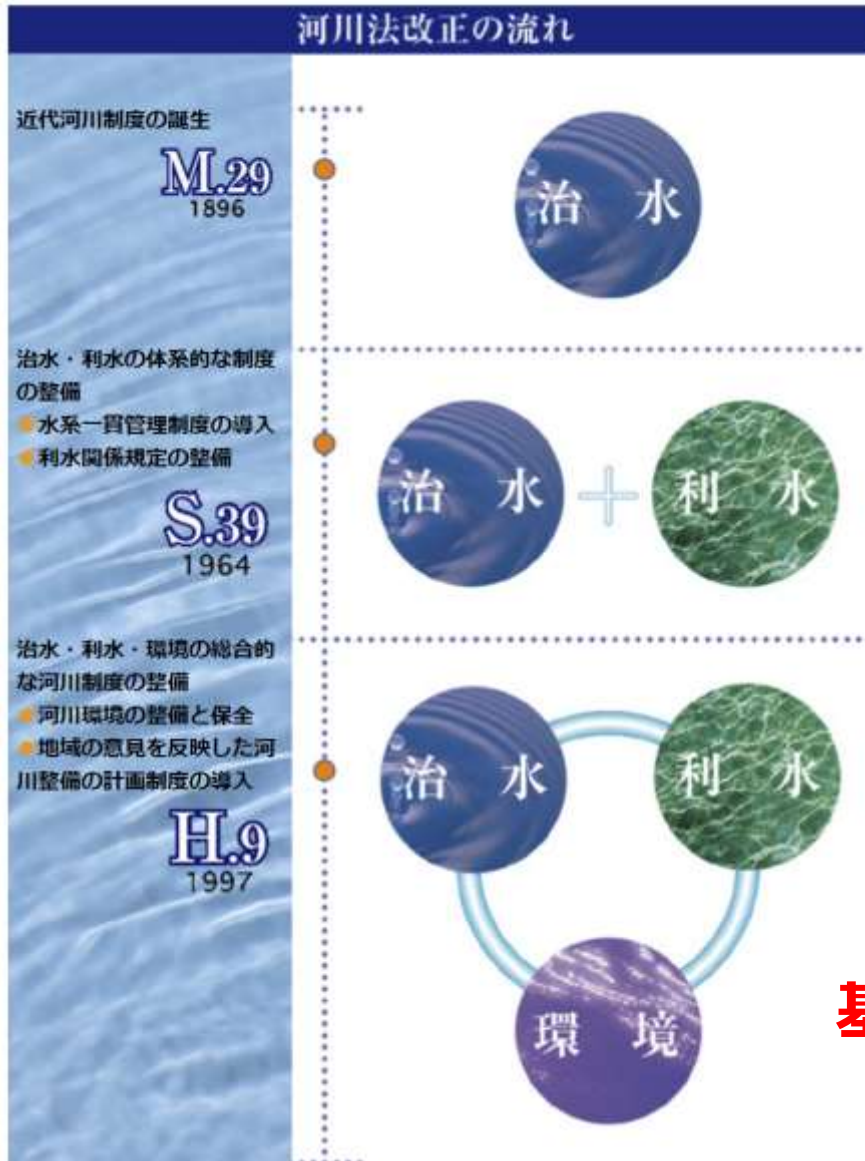 河川法改正の流れ
近代河川制度の誕生
M.29
1896
治水
治水・利水の体系的な制度
の整備
水系一貫管理制度の導入
利水関係規定の整備
S.39
1964
治水
+
利水
治水・利水・環境の総合的
な河川制度の整備
河川環境の整備と保全
地域の意見を反映した河
川整備の計画制度の導入
H.9
1997
治水
利水
環境
基